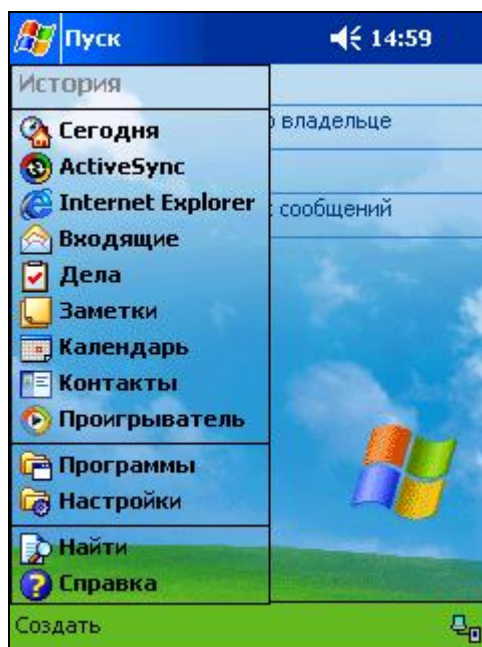 Пуск 14:59
История
Сегодня
о владельце
ActiveSync
Internet Explorer
сообщений
Входящие
Дела
Заметки
Календарь
Контакты
Проигрыватель
Программы
Настройки
Найти
Справка
Создать